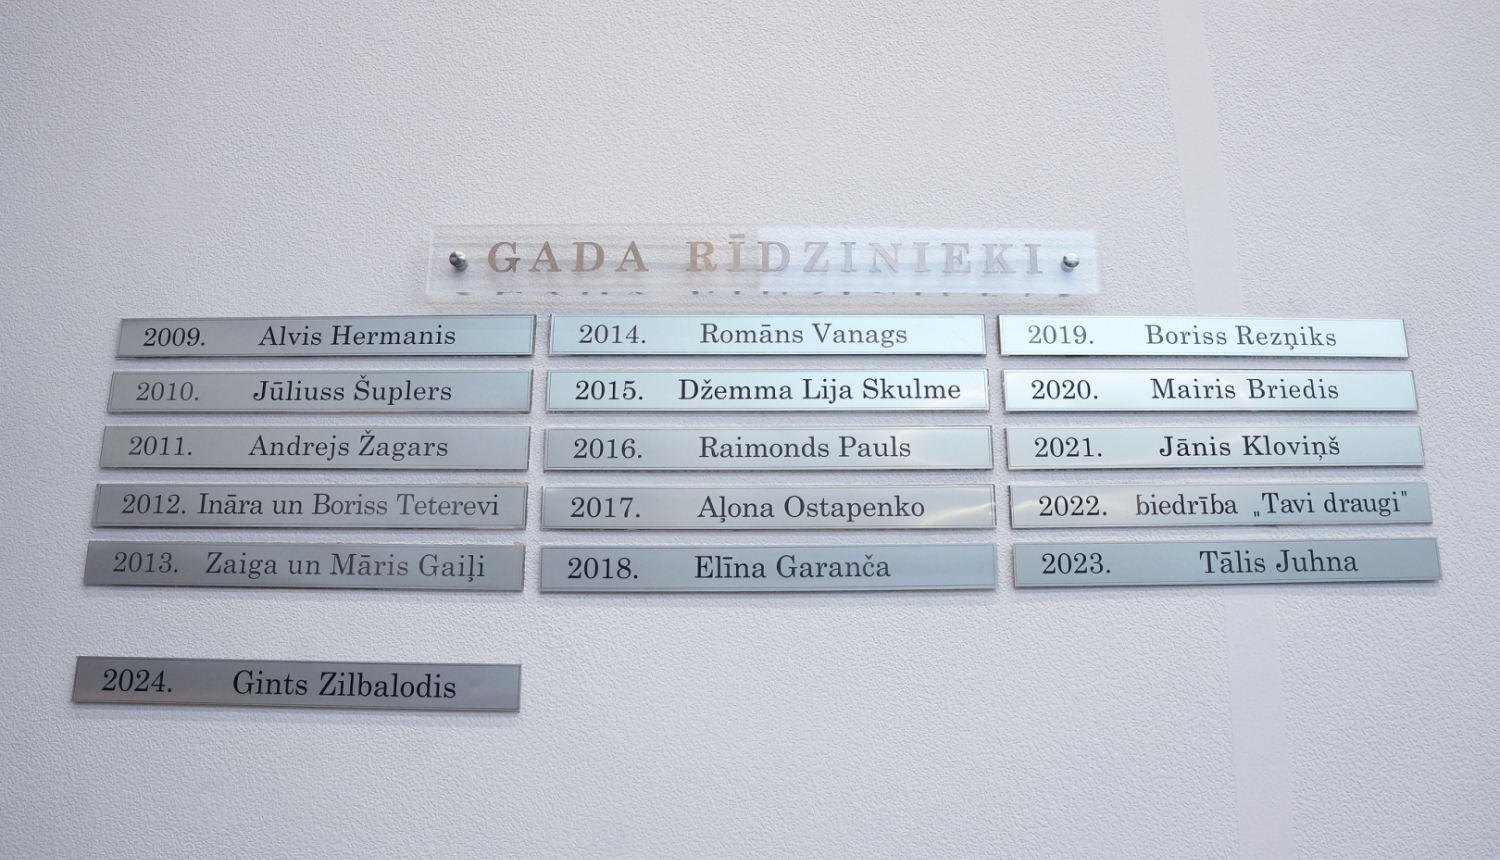 GADA RĪDZINIEKI
2009. Alvis Hermanis
2010. Jūliuss Šuplers
2011. Andrejs Žagars
2012. Ināra un Boriss Teterevi
2013. Zaiga un Māris Gaiļi
2014. Romāns Vanags
2015. Džemma Lija Skulme
2016. Raimonds Pauls
2017. Aļona Ostapenko
2018. Elīna Garanča
2019. Boriss Rezņiks
2020. Mairis Briedis
2021. Jānis Kloviņš
2022. biedrība „Tavi draugi"
2023. Tālis Juhna
2024. Gints Zilbalodis